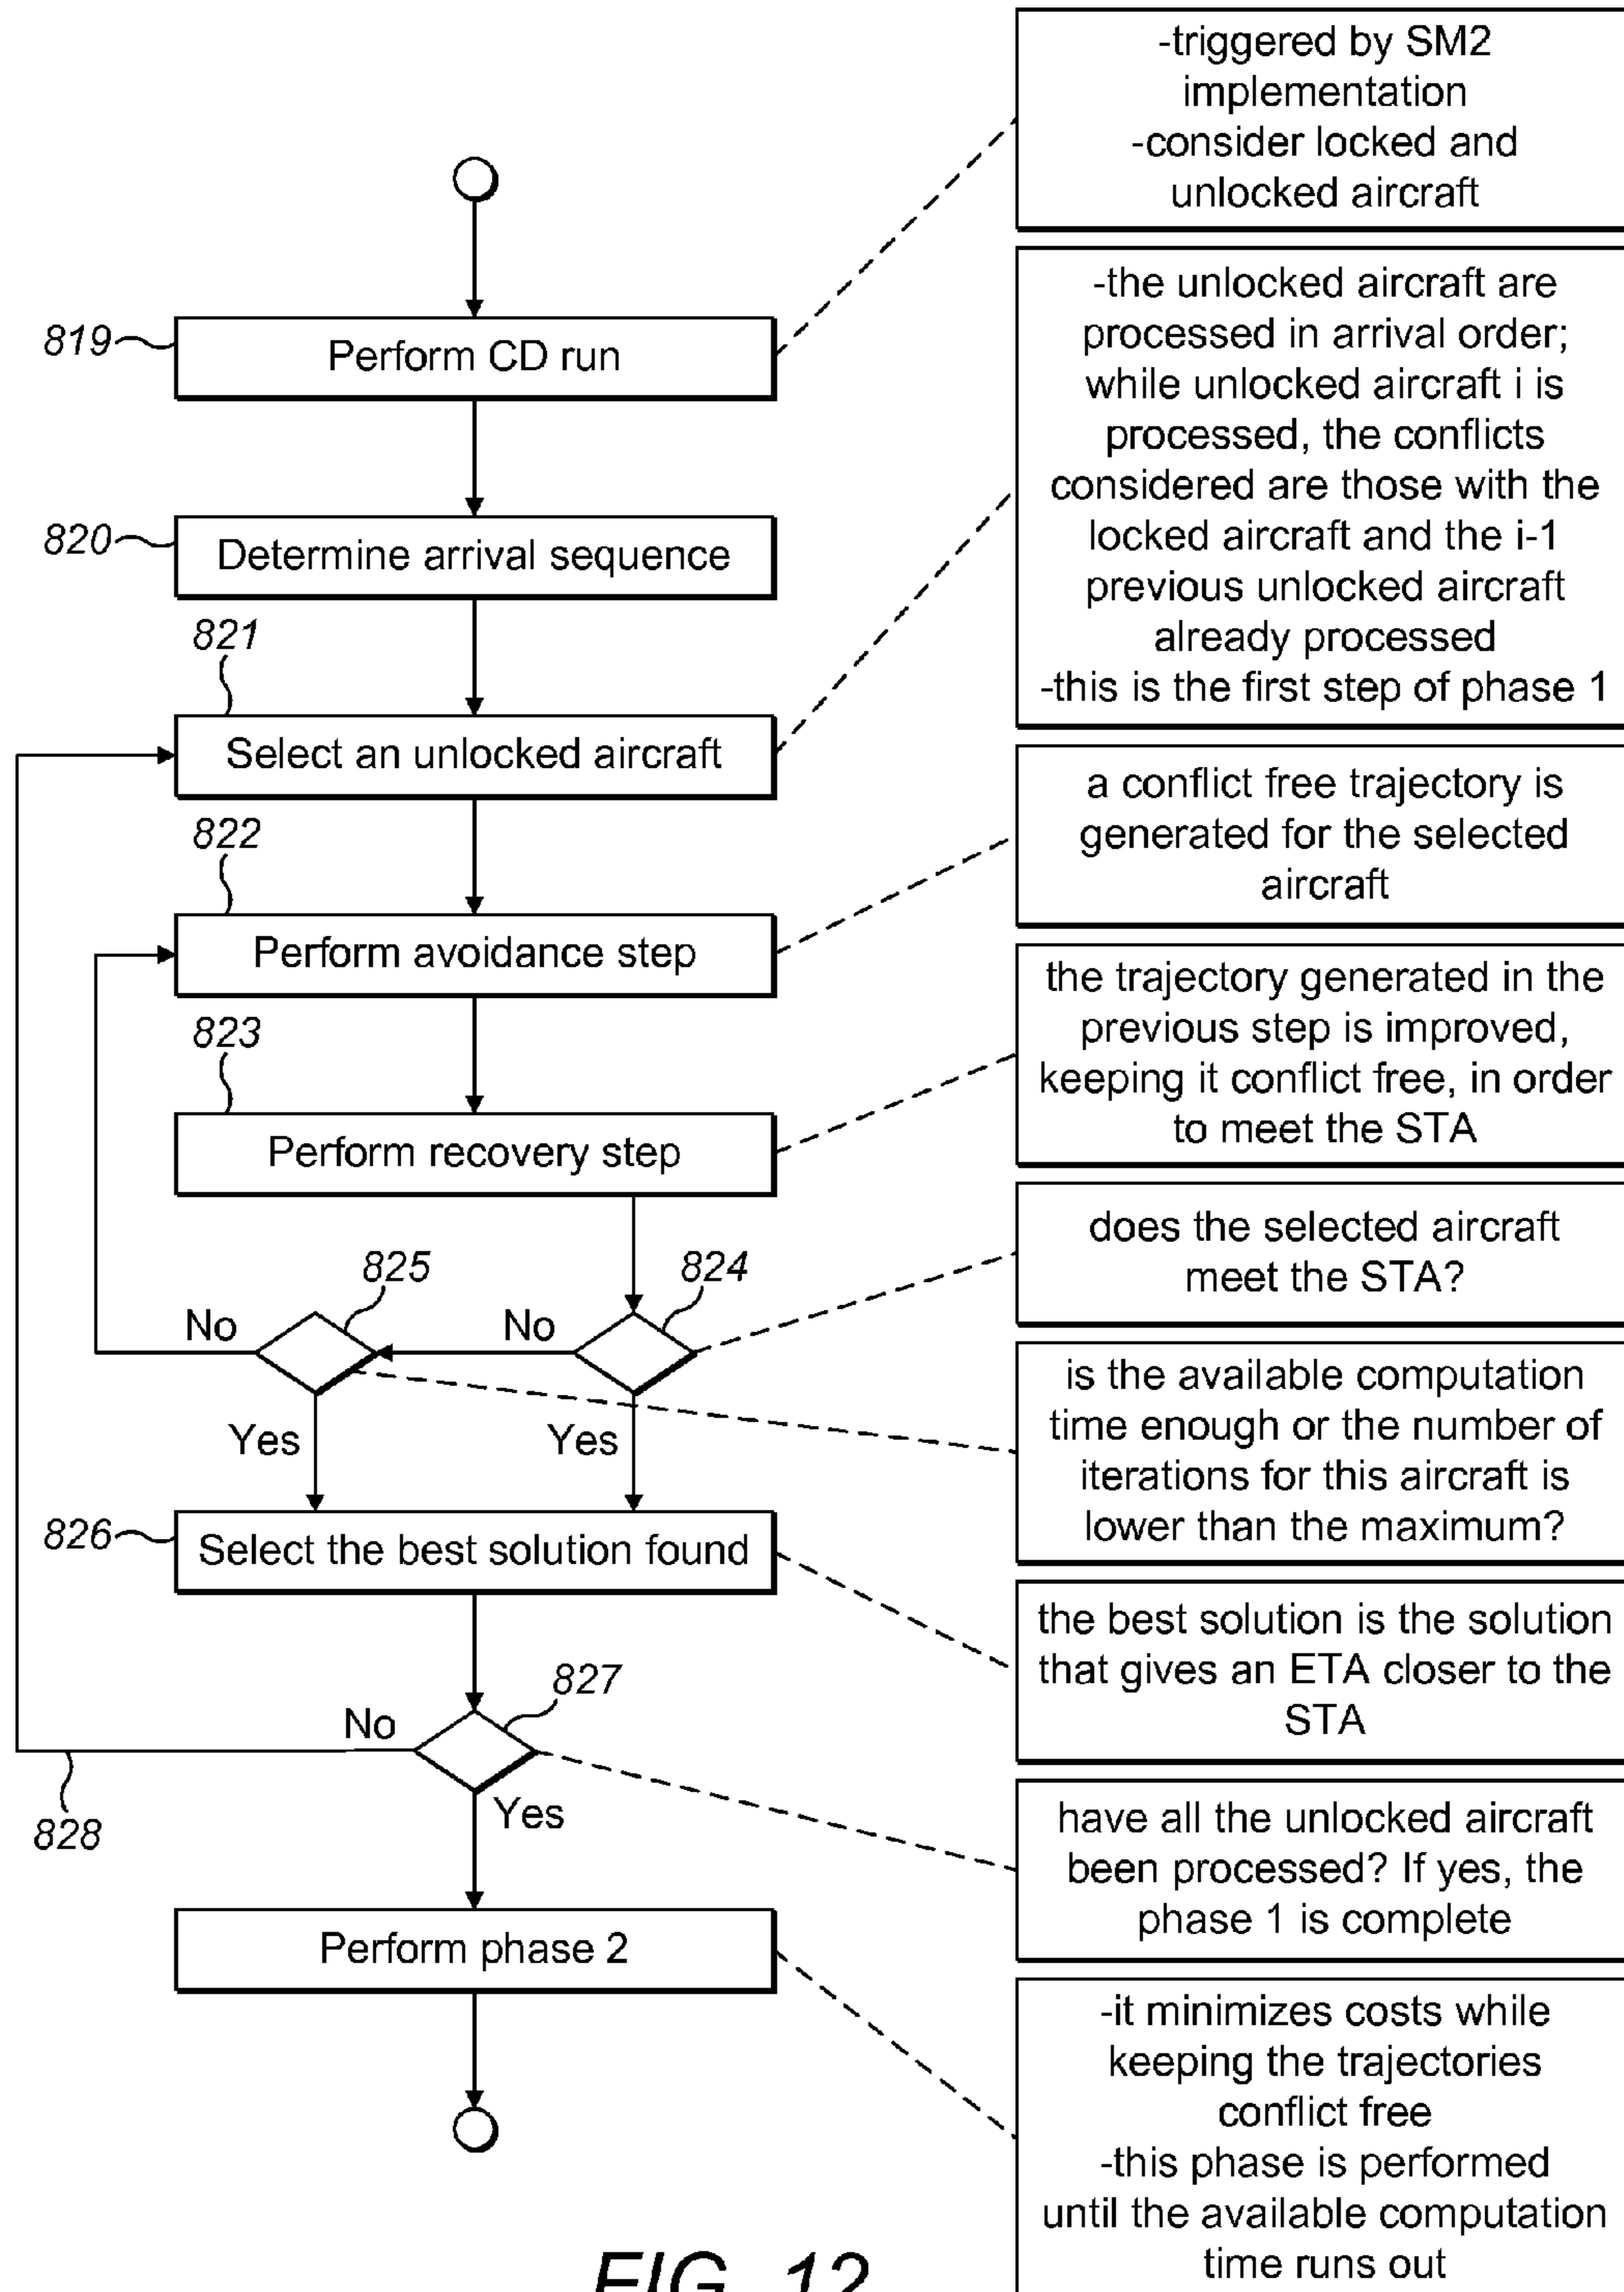 -triggered by SM2
implementation
-consider locked and
unlocked aircraft
819
Perform CD run
-the unlocked aircraft are
processed in arrival order;
while unlocked aircraft i is
processed, the conflicts
considered are those with the
locked aircraft and the i-1
previous unlocked aircraft
already processed
-this is the first step of phase 1
820
Determine arrival sequence
821
Select an unlocked aircraft
a conflict free trajectory is
generated for the selected
aircraft
822
Perform avoidance step
the trajectory generated in the
previous step is improved,
keeping it conflict free, in order
to meet the STA
823
Perform recovery step
does the selected aircraft
meet the STA?
825
824
No
No
Yes
Yes
is the available computation
time enough or the number of
iterations for this aircraft is
lower than the maximum?
826
Select the best solution found
the best solution is the solution
that gives an ETA closer to the
STA
827
No
Yes
828
have all the unlocked aircraft
been processed? If yes, the
phase 1 is complete
Perform phase 2
-it minimizes costs while
keeping the trajectories
conflict free
-this phase is performed
until the available computation
time runs out
FIG. 12